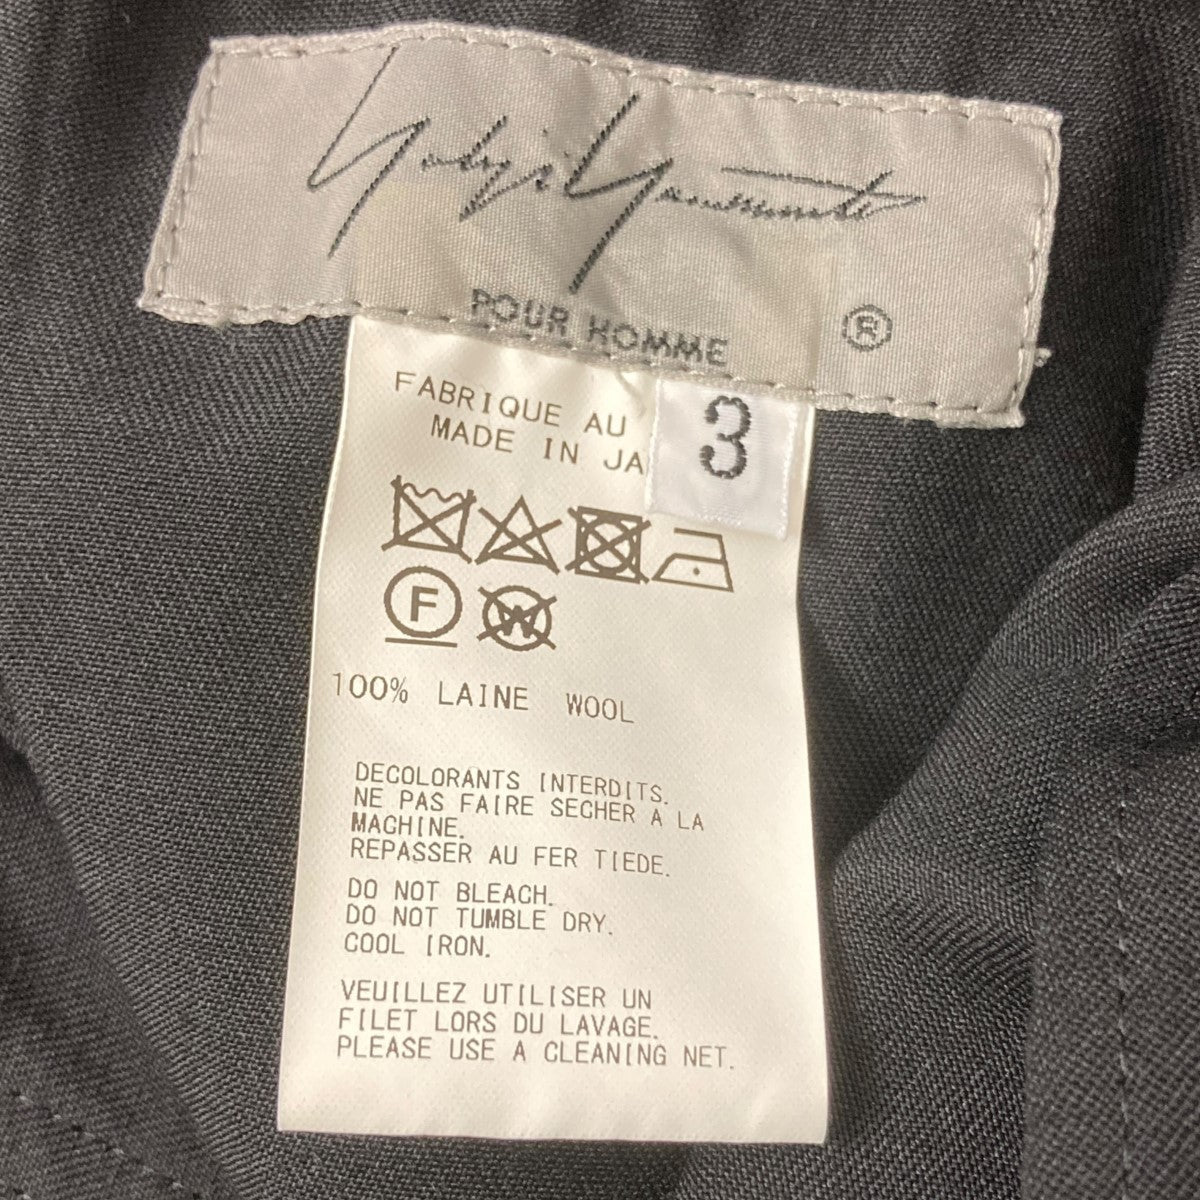 Yohji Yamamoto
POUR HOMME
®
FABRIQUE AU
MADE IN JA
3
F
W
100% LAINE WOOL
DECOLORANTS INTERDITS.
NE PAS FAIRE SECHER A LA
MACHINE.
REPASSER AU FER TIEDE.
DO NOT BLEACH.
DO NOT TUMBLE DRY.
COOL IRON.
VEUILLEZ UTILISER UN
FILET LORS DU LAVAGE.
PLEASE USE A CLEANING NET.